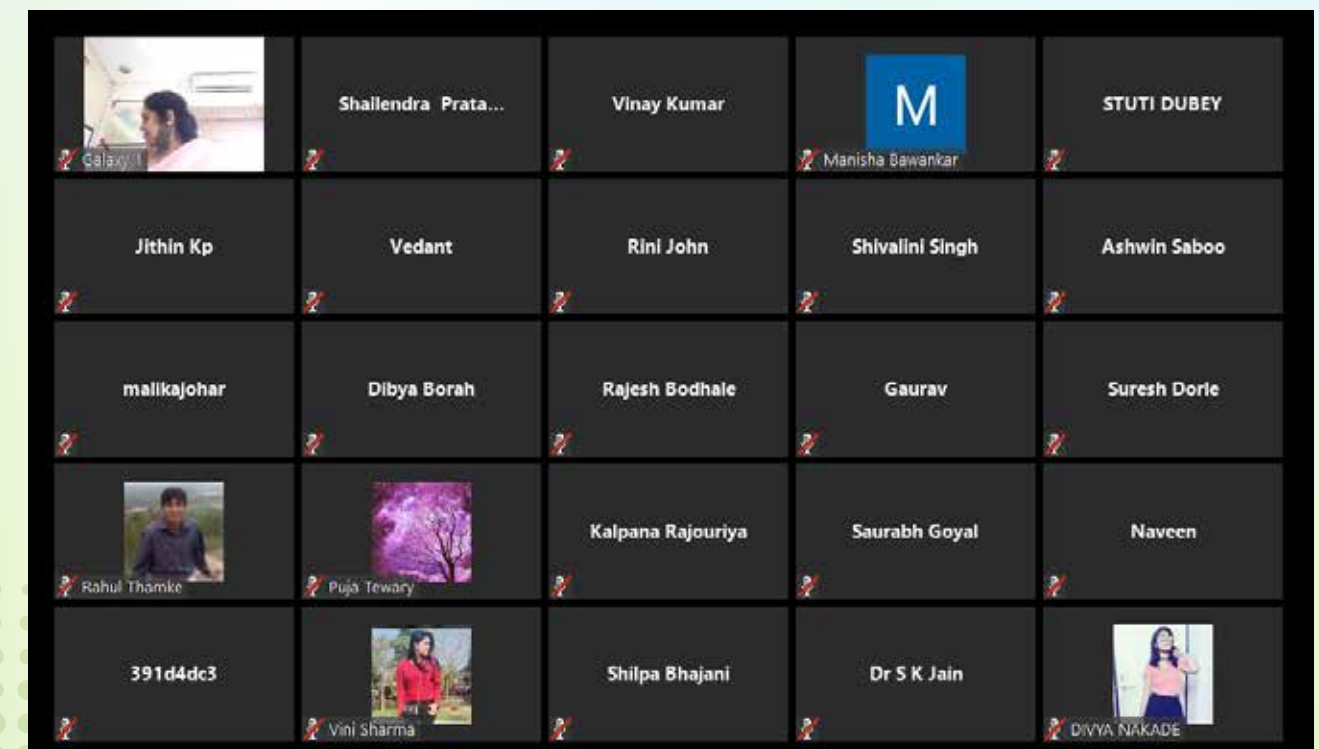 Galaxy
Shailendra Prata...
Vinay Kumar
M
Manisha Bawankar
STUTI DUBEY
Jithin Kp
Vedant
Rini John
Shivalini Singh
Ashwin Saboo
malikajohar
Dibya Borah
Rajesh Bodhale
Gaurav
Suresh Dorle
Rahul Thamke
Puja Tewary
Kalpana Rajouriya
Saurabh Goyal
Naveen
391d4dc3
Vini Sharma
Shilpa Bhajani
Dr S K Jain
DIVYA NAKADE